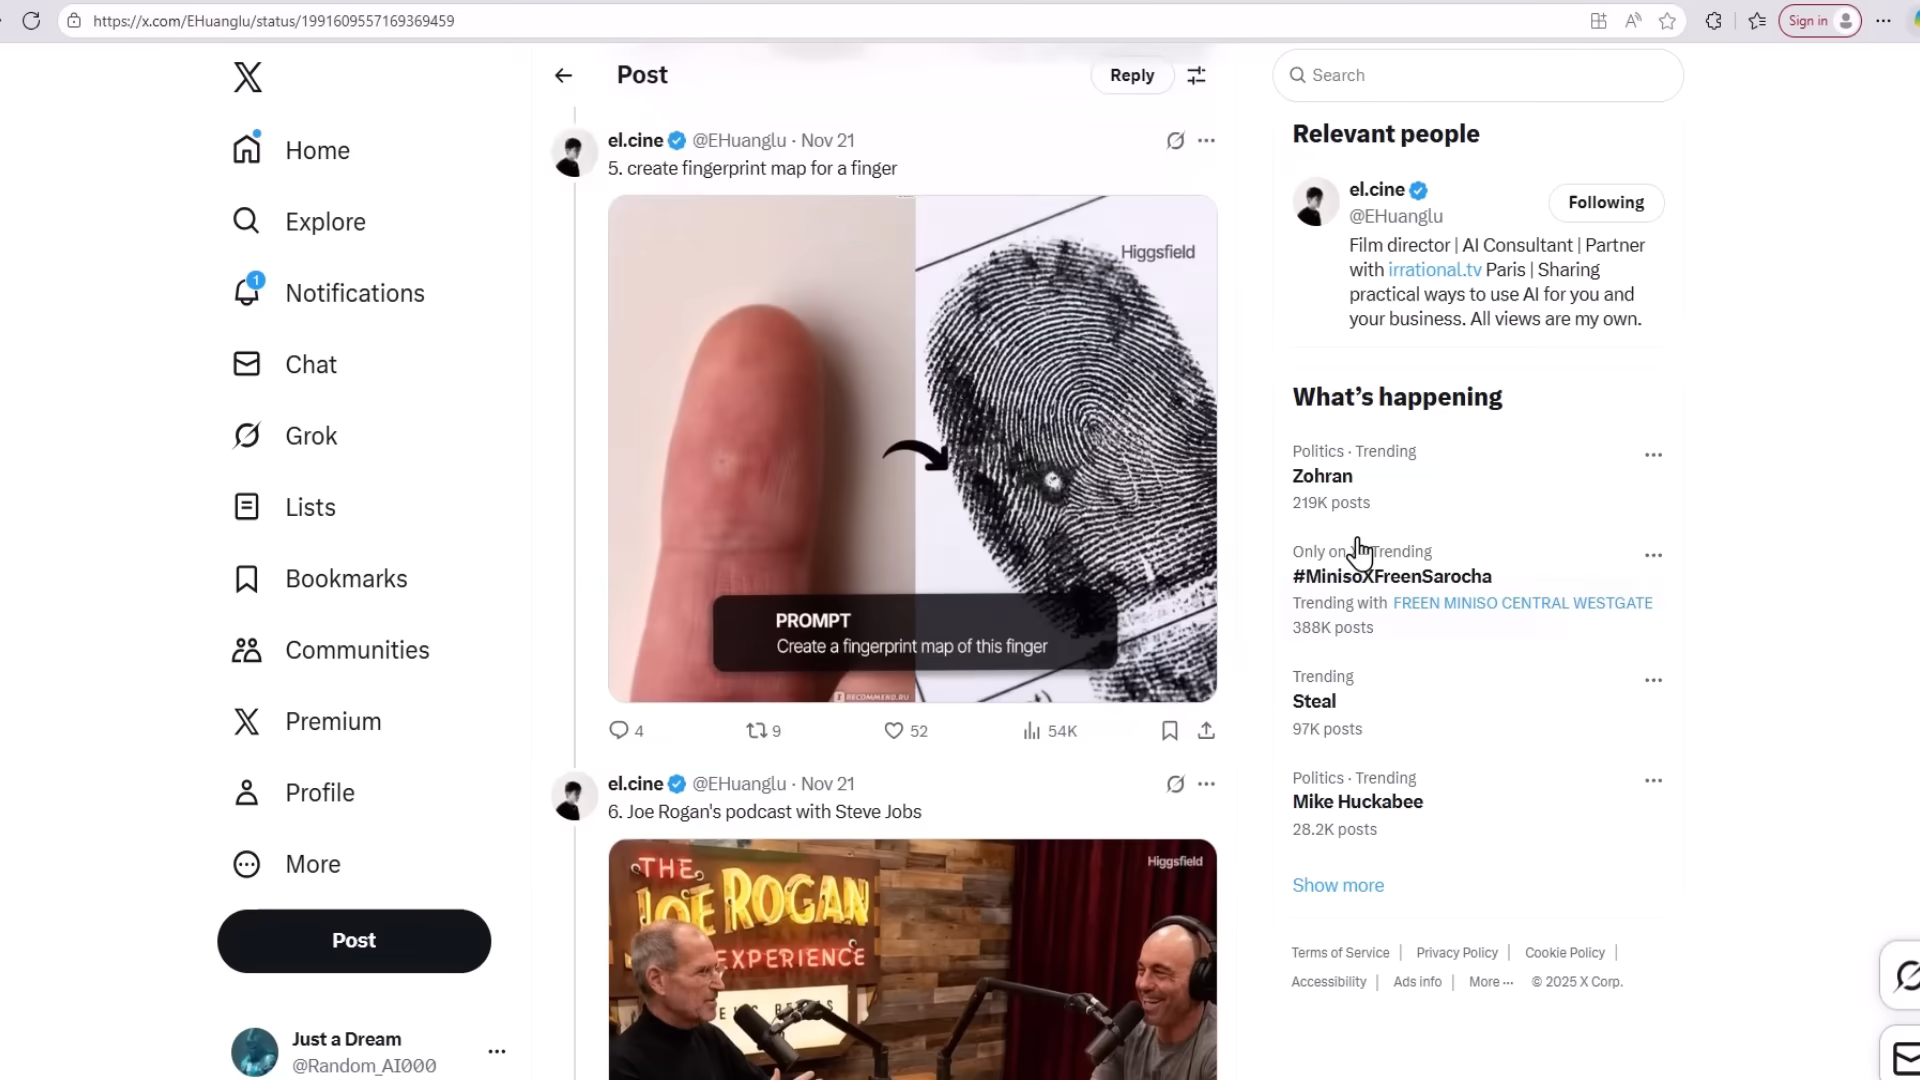 https://x.com/EHuanglu/status/1991609557169369459
Sign in
Home
Explore
1
Notifications
Chat
Grok
Lists
Bookmarks
Communities
Premium
Profile
More
Post
Just a Dream
@Random_AI000
Post
Reply
el.cine @EHuanglu · Nov 21
5. create fingerprint map for a finger
Higgsfield
PROMPT
Create a fingerprint map of this finger
RECOMMEND.RU
4
9
52
54K
el.cine @EHuanglu · Nov 21
6. Joe Rogan's podcast with Steve Jobs
Higgsfield
THE
JOE ROGAN
EXPERIENCE
Search
Relevant people
el.cine
@EHuanglu
Following
Film director | AI Consultant | Partner
with irrational.tv Paris | Sharing
practical ways to use AI for you and
your business. All views are my own.
What's happening
Politics · Trending
Zohran
219K posts
Only on Trending
#MinisoXFreenSarocha
Trending with FREEN MINISO CENTRAL WESTGATE
388K posts
Trending
Steal
97K posts
Politics · Trending
Mike Huckabee
28.2K posts
Show more
Terms of Service | Privacy Policy | Cookie Policy |
Accessibility | Ads info | More ··· © 2025 X Corp.